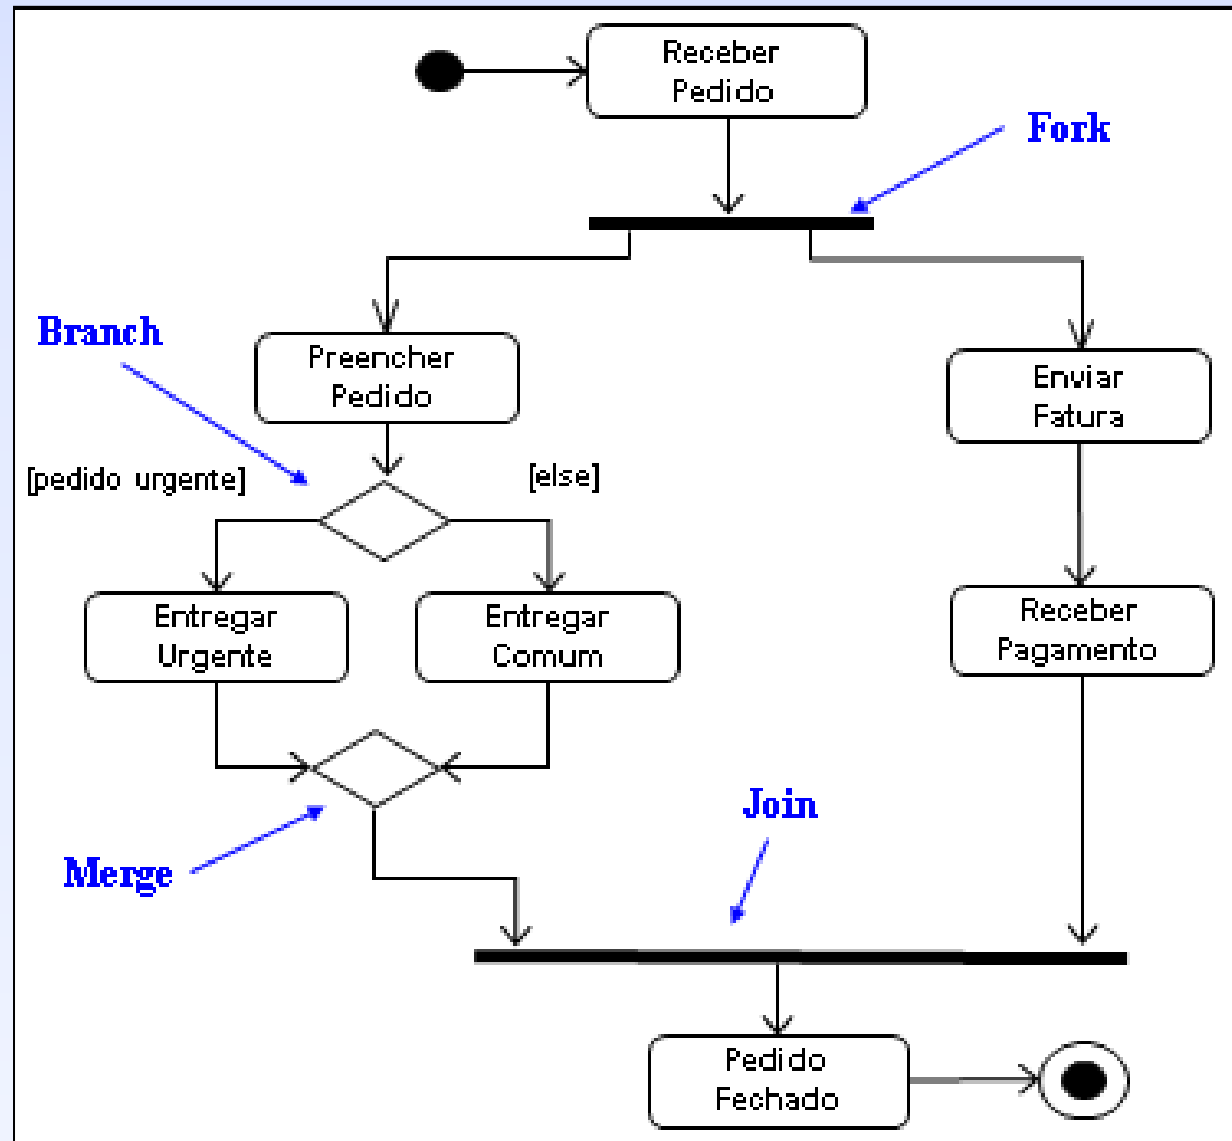 Receber
Pedido
Fork
Branch
Preencher
Pedido
Enviar
Fatura
[pedido urgente]
[else]
Entregar
Urgente
Entregar
Comum
Receber
Pagamento
Merge
Join
Pedido
Fechado